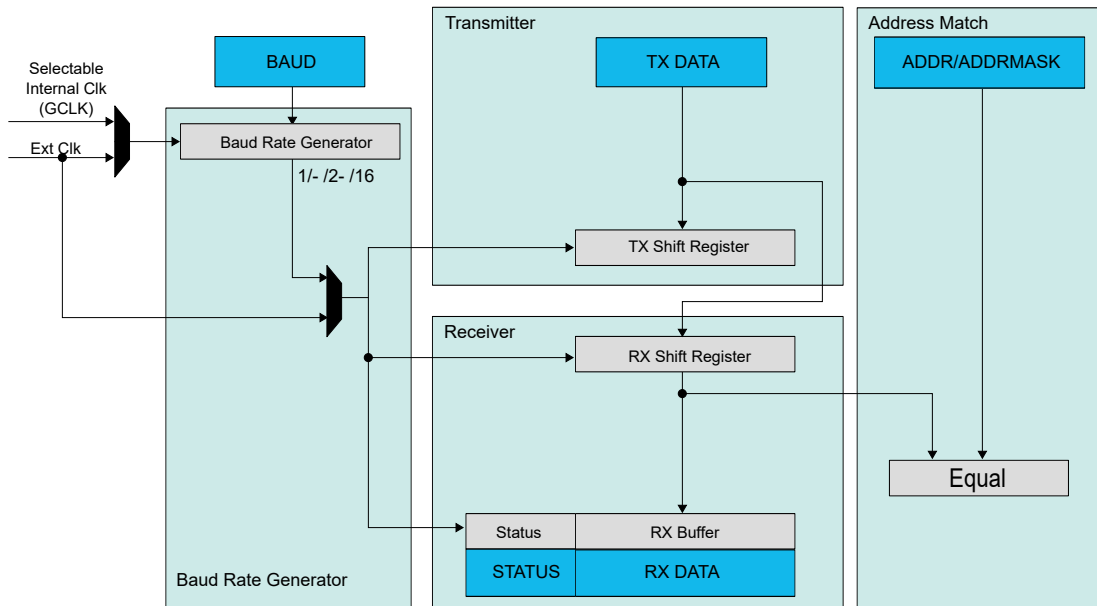 Transmitter
Address Match
BAUD
TX DATA
ADDR/ADDRMASK
Selectable
Internal Clk
(GCLK)
Ext Clk
Baud Rate Generator
1/- /2- /16
TX Shift Register
Receiver
RX Shift Register
Equal
Status
RX Buffer
STATUS
RX DATA
Baud Rate Generator